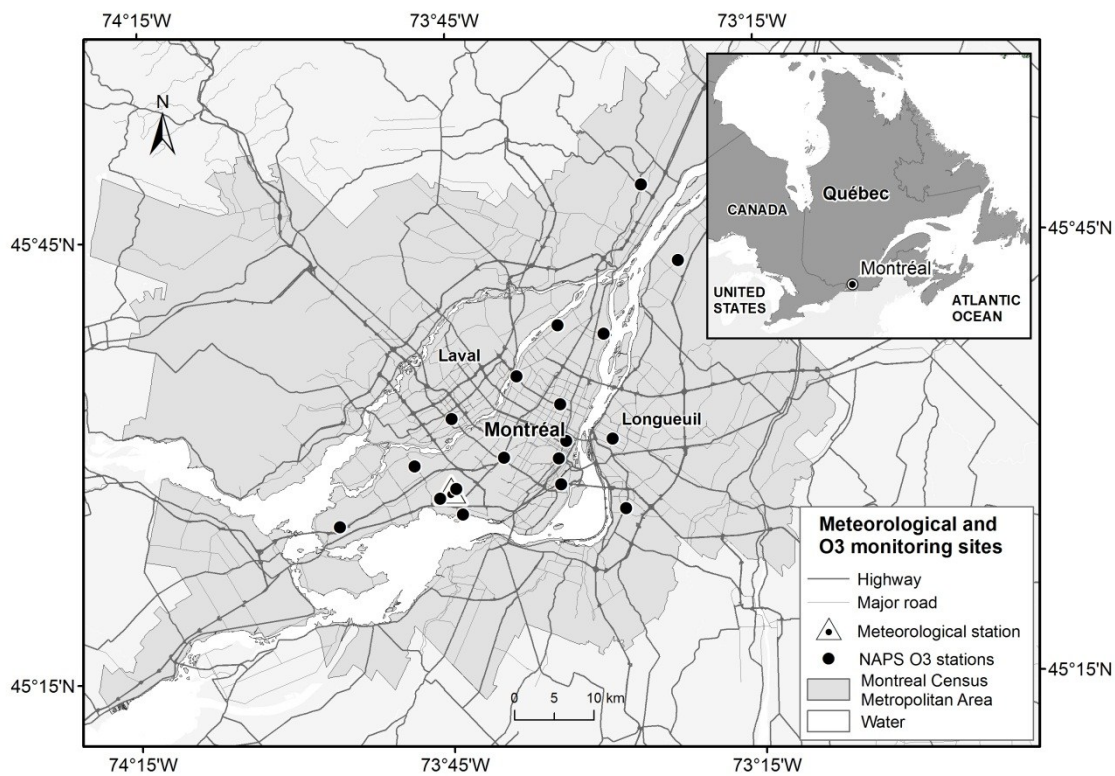 74°15'W 73°45'W 73°15'W
N
45°45'N
45°45'N
CANADA
Québec
Montréal
UNITED
STATES
ATLANTIC
OCEAN
Laval
Montréal
Longueuil
45°15'N
45°15'N
0 5 10 km
Meteorological and
O3 monitoring sites
Highway
Major road
Meteorological station
NAPS O3 stations
Montreal Census
Metropolitan Area
Water
74°15'W 73°45'W 73°15'W